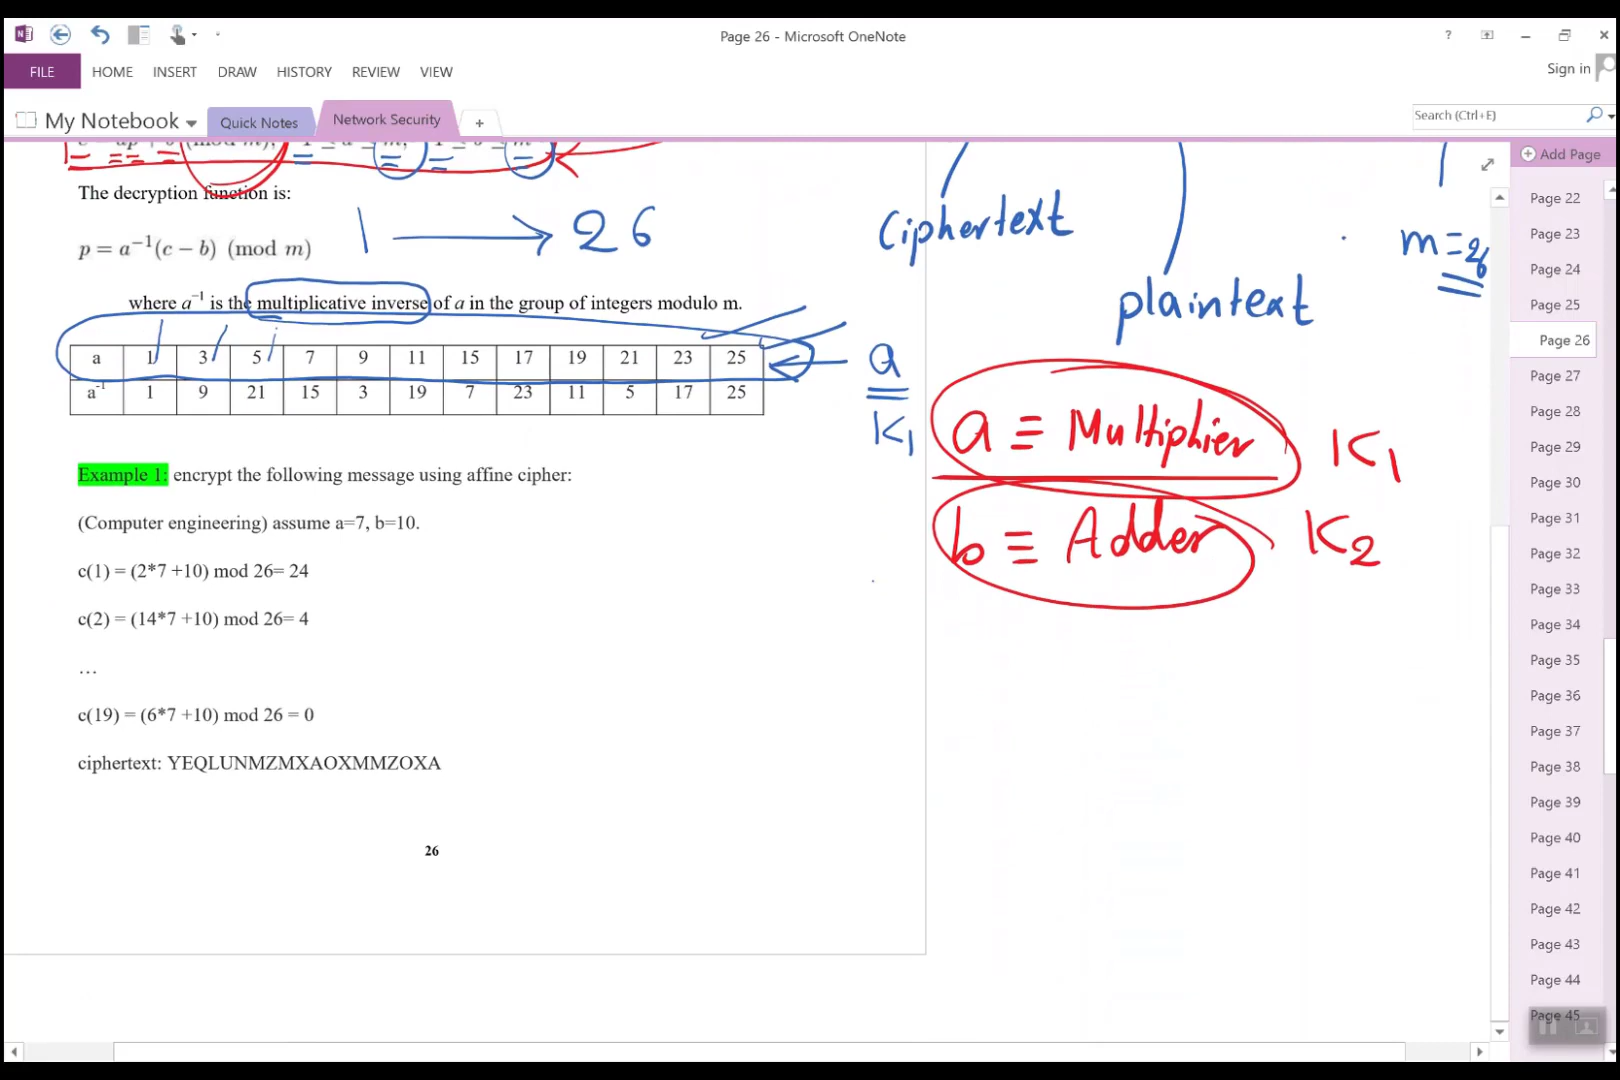 Page 26 - Microsoft OneNote
?
FILE HOME INSERT DRAW HISTORY REVIEW VIEW
Sign in
My Notebook Quick Notes Network Security +
Search (Ctrl+E)
Add Page
The decryption function is:
1 → 26
p = a⁻¹(c − b) (mod m)
where a⁻¹ is the multiplicative inverse of a in the group of integers modulo m.
a 1 3 5 7 9 11 15 17 19 21 23 25
a⁻¹ 1 9 21 15 3 19 7 23 11 5 17 25
Example 1: encrypt the following message using affine cipher:
(Computer engineering) assume a=7, b=10.
c(1) = (2*7 +10) mod 26= 24
c(2) = (14*7 +10) mod 26= 4
…
c(19) = (6*7 +10) mod 26 = 0
ciphertext: YEQLUNMZMXAOXMMZOXA
26
Ciphertext
plaintext
m=26
a
K1
a ≡ Multiplier K1
b ≡ Adder K2
Page 22
Page 23
Page 24
Page 25
Page 26
Page 27
Page 28
Page 29
Page 30
Page 31
Page 32
Page 33
Page 34
Page 35
Page 36
Page 37
Page 38
Page 39
Page 40
Page 41
Page 42
Page 43
Page 44
Page 45